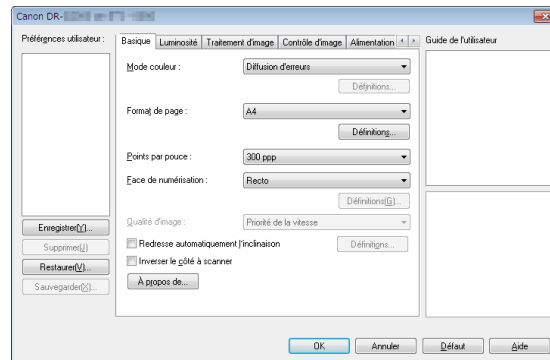 Canon DR-
Préférences utilisateur :
Basique
Luminosité
Traitement d'image
Contrôle d'image
Alimentation
Guide de l'utilisateur
Mode couleur :
Diffusion d'erreurs
Définitions...
Format de page :
A4
Définitions...
Points par pouce :
300 ppp
Face de numérisation :
Recto
Définitions(G)...
Qualité d'image :
Priorité de la vitesse
Redresse automatiquement l'inclinaison
Définitions...
Inverser le côté à scanner
À propos de...
Enregistrer(Y)...
Supprimer(J)
Restaurer(V)...
Sauvegarder(X)...
OK
Annuler
Défaut
Aide